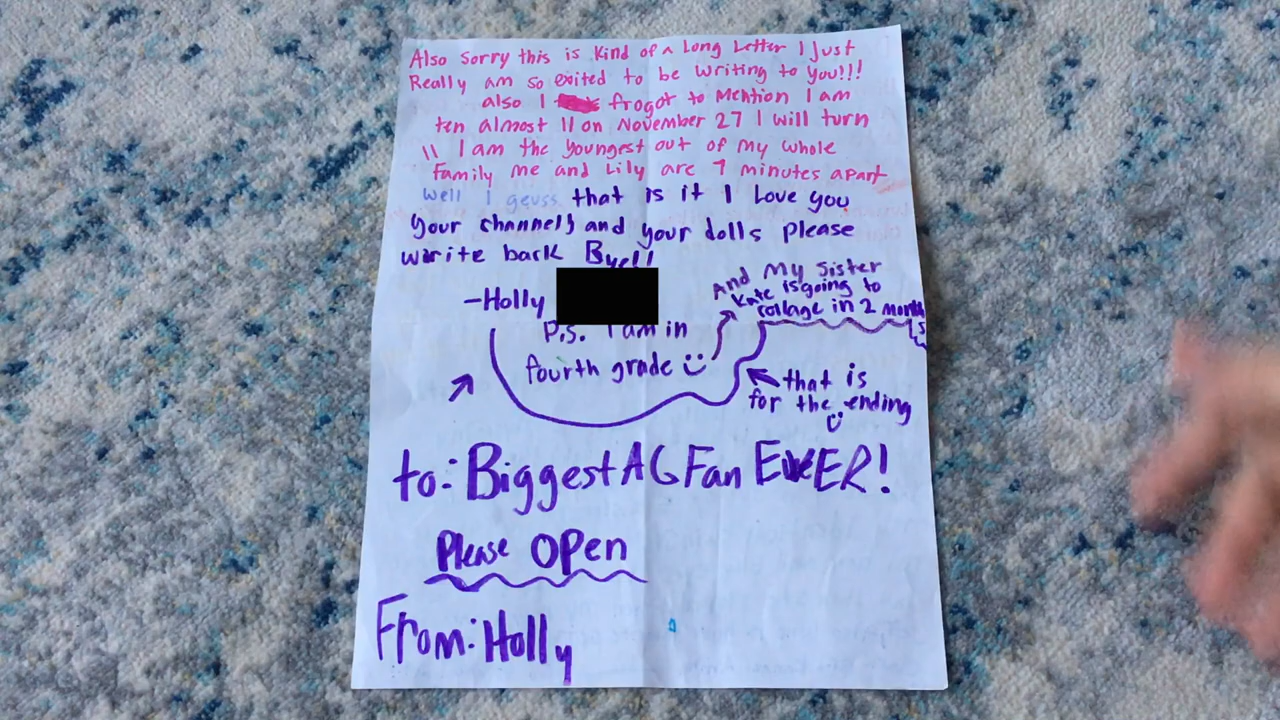 Also Sorry this is Kind of a Long Letter I Just
Really am so exited to be writing to you!!!
also I frogot to Mention I am
ten almost 11 on November 27 I will turn
11 I am the youngest out of my whole
Family me and Lily are 7 minutes apart
well I geuss that is it I Love you
your channels and your dolls please
wirite back Bye!!
-Holly
P.S. I am in
fourth grade
And My Sister
Kate is going to
collage in 2 months
that is
for the ending
to: Biggest AG Fan EvER!
Please OPen
From: Holly